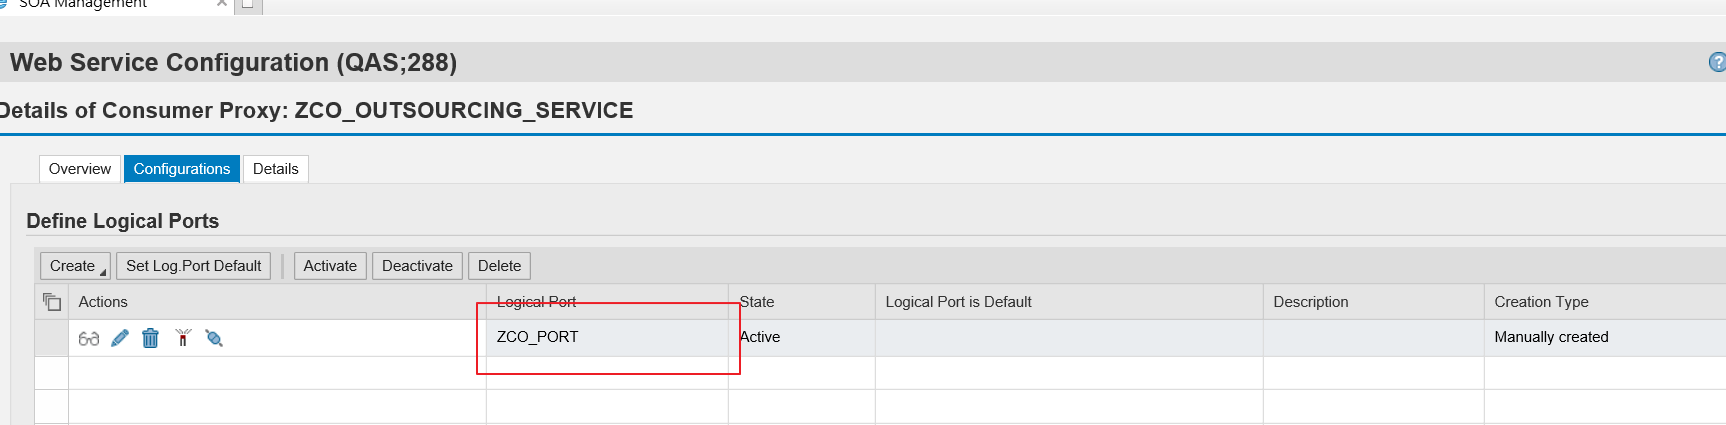 SOA Management
Web Service Configuration (QAS;288)
Details of Consumer Proxy: ZCO_OUTSOURCING_SERVICE
Overview Configurations Details
Define Logical Ports
Create Set Log.Port Default Activate Deactivate Delete
Actions Logical Port State Logical Port is Default Description Creation Type
ZCO_PORT Active Manually created